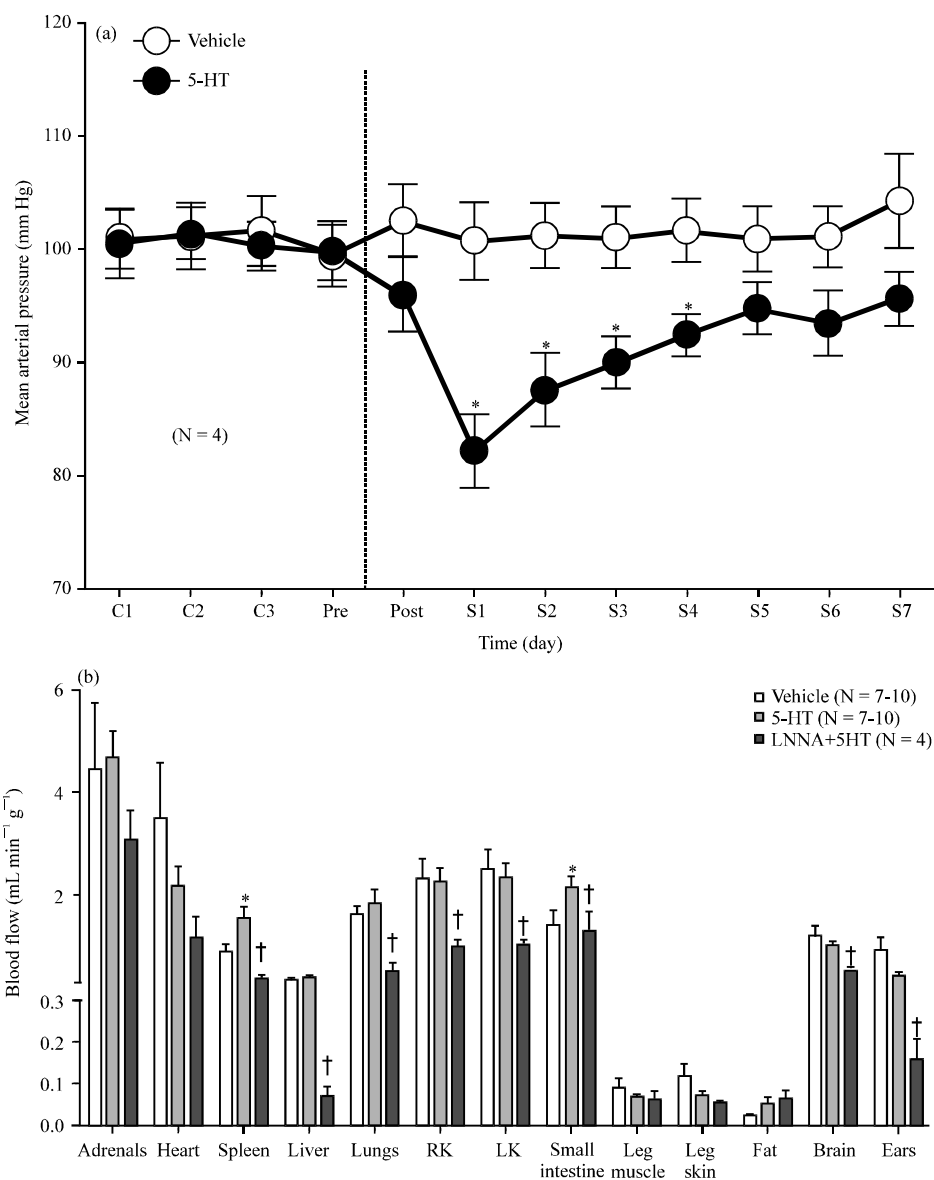 120
(a)
Vehicle
5-HT
110
100
90
80
70
Mean arterial pressure (mm Hg)
*
*
*
*
(N = 4)
C1 C2 C3 Pre Post S1 S2 S3 S4 S5 S6 S7
Time (day)
(b)
6
4
2
0.3
0.2
0.1
0.0
Blood flow (mL min⁻¹ g⁻¹)
Vehicle (N = 7-10)
5-HT (N = 7-10)
LNNA+5HT (N = 4)
* † † † † † * † † †
Adrenals Heart Spleen Liver Lungs RK LK Small intestine Leg muscle Leg skin Fat Brain Ears